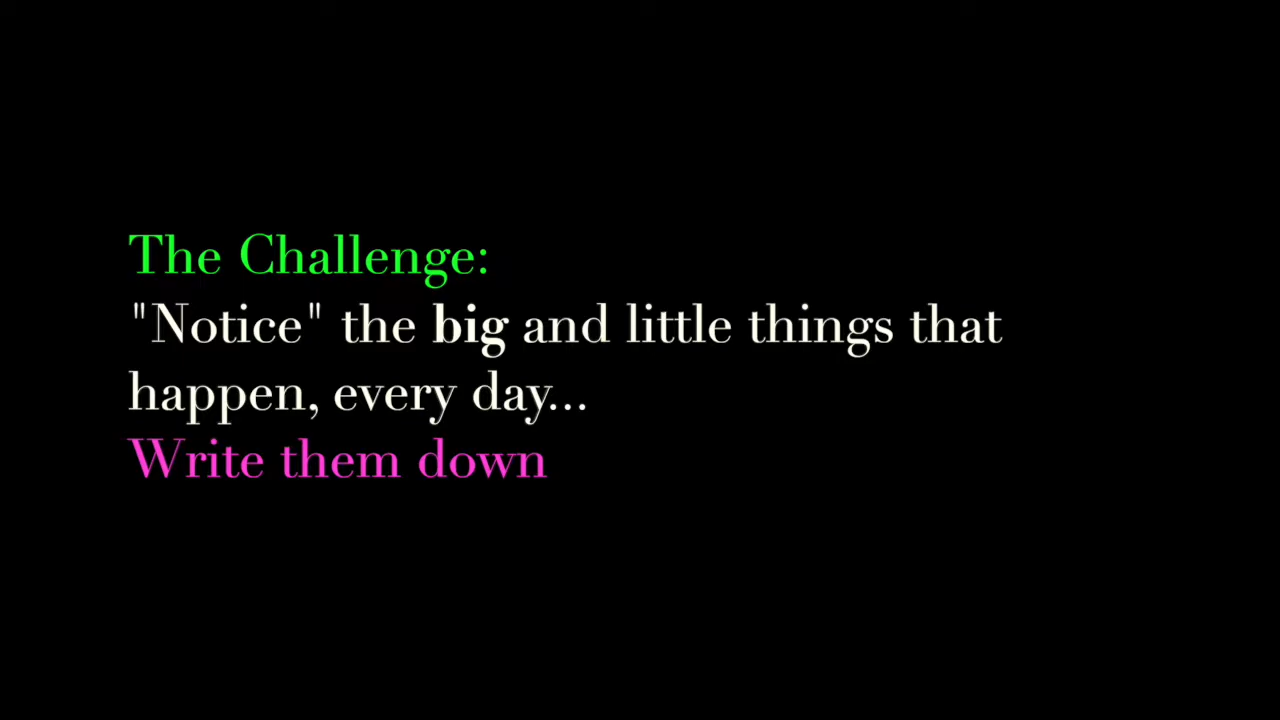 The Challenge:
"Notice" the big and little things that
happen, every day...
Write them down